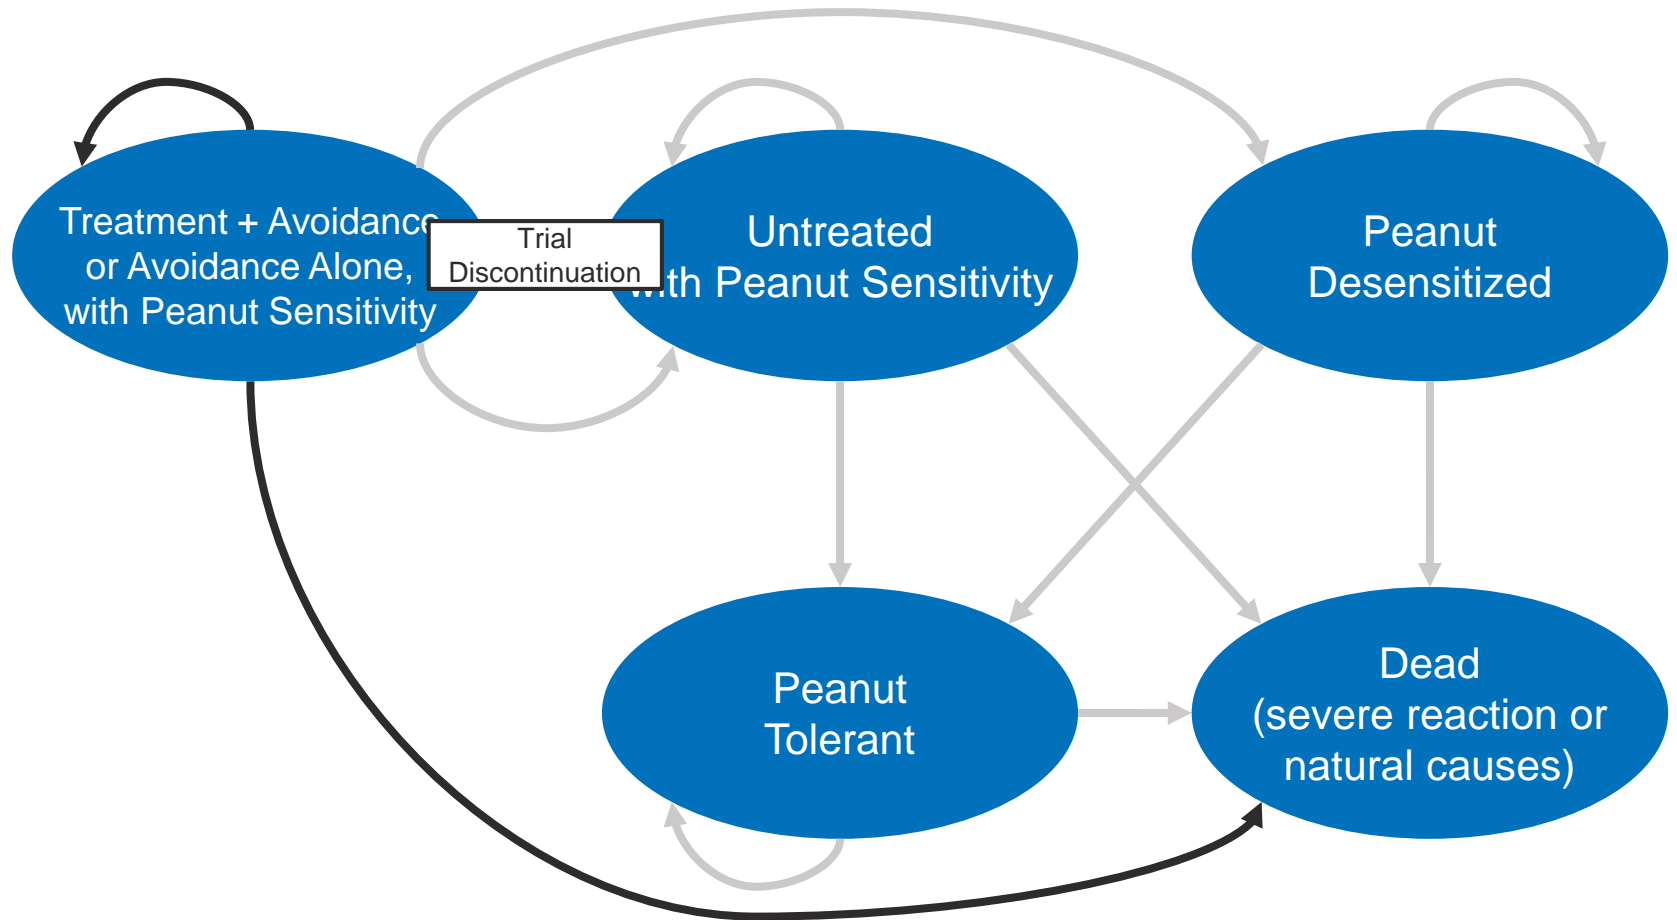 Treatment + Avoidance
or Avoidance Alone,
with Peanut Sensitivity
Trial
Discontinuation
Untreated
with Peanut Sensitivity
Peanut
Desensitized
Peanut
Tolerant
Dead
(severe reaction or
natural causes)